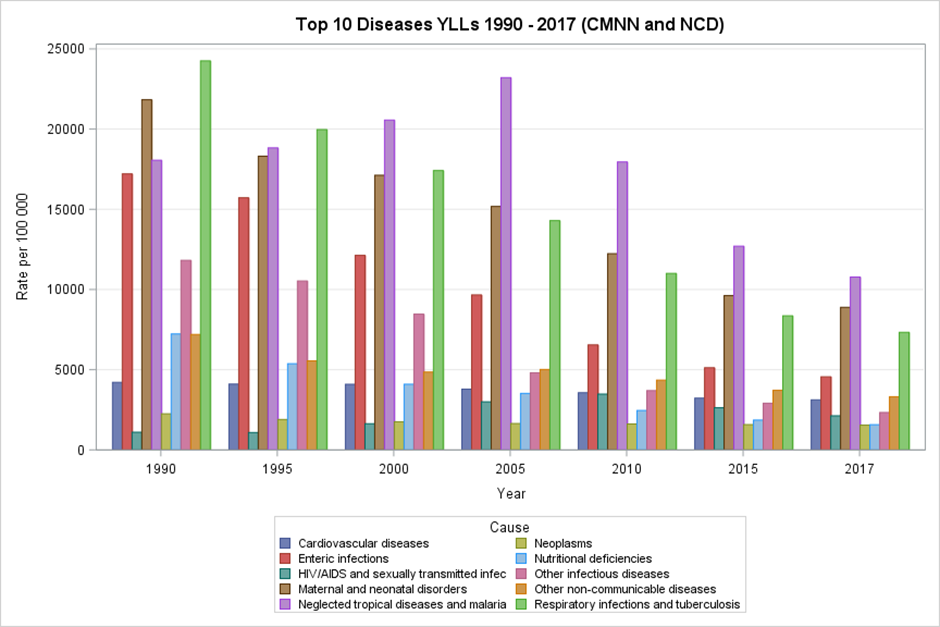 Top 10 Diseases YLLs 1990 - 2017 (CMNN and NCD)
25000
20000
15000
10000
5000
0
Rate per 100 000
1990 1995 2000 2005 2010 2015 2017
Year
Cause
Cardiovascular diseases Neoplasms
Enteric infections Nutritional deficiencies
HIV/AIDS and sexually transmitted infec Other infectious diseases
Maternal and neonatal disorders Other non-communicable diseases
Neglected tropical diseases and malaria Respiratory infections and tuberculosis